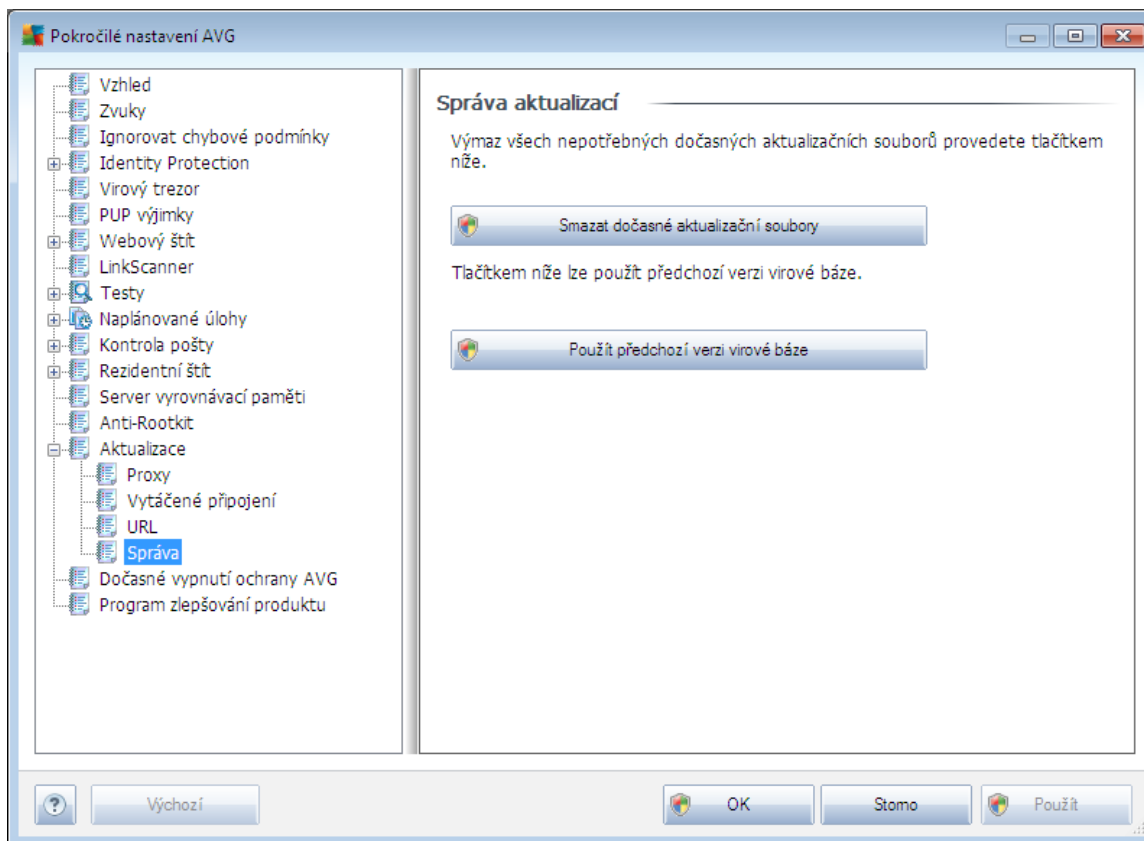 Pokročilé nastavení AVG
Vzhled
Zvuky
Ignorovat chybové podmínky
Identity Protection
Virový trezor
PUP výjimky
Webový štít
LinkScanner
Testy
Naplánované úlohy
Kontrola pošty
Rezidentní štít
Server vyrovnávací paměti
Anti-Rootkit
Aktualizace
Proxy
Vytáčené připojení
URL
Správa
Dočasné vypnutí ochrany AVG
Program zlepšování produktu
Správa aktualizací
Výmaz všech nepotřebných dočasných aktualizačních souborů provedete tlačítkem
níže.
Smazat dočasné aktualizační soubory
Tlačítkem níže lze použít předchozí verzi virové báze.
Použít předchozí verzi virové báze
?
Výchozí
OK
Storno
Použít